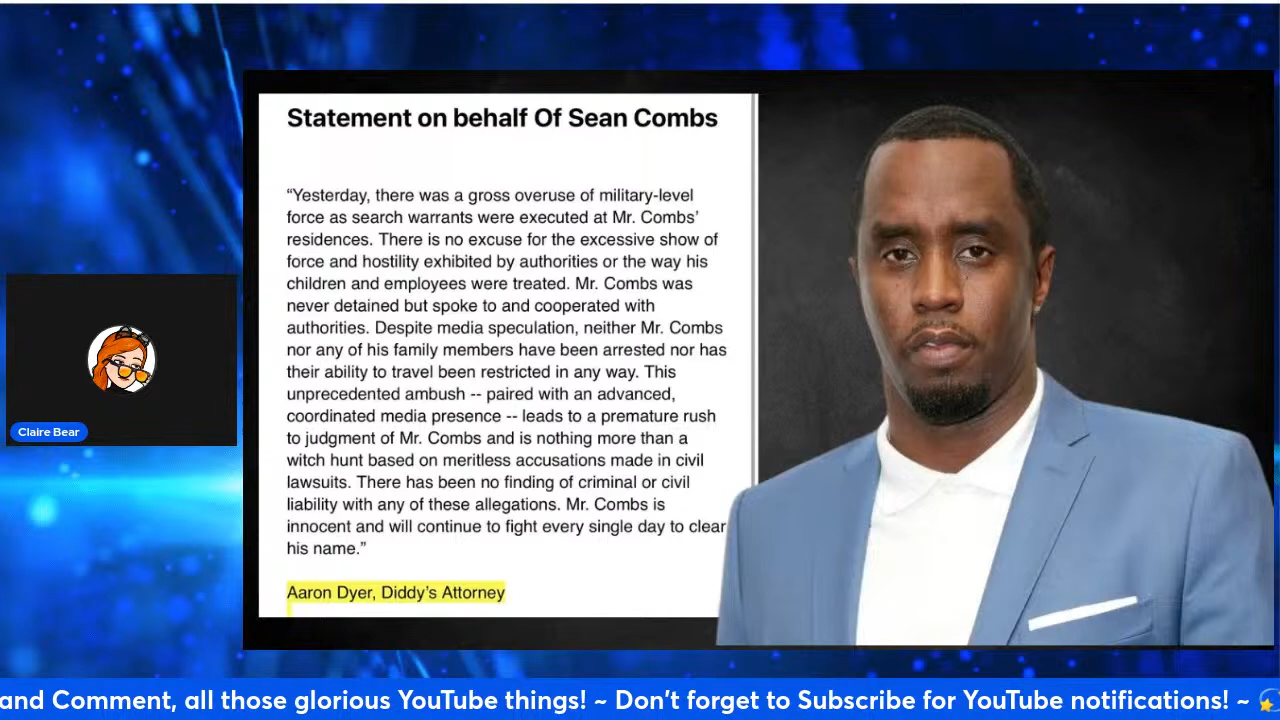 Statement on behalf Of Sean Combs
“Yesterday, there was a gross overuse of military-level
force as search warrants were executed at Mr. Combs’
residences. There is no excuse for the excessive show of
force and hostility exhibited by authorities or the way his
children and employees were treated. Mr. Combs was
never detained but spoke to and cooperated with
authorities. Despite media speculation, neither Mr. Combs
nor any of his family members have been arrested nor has
their ability to travel been restricted in any way. This
unprecedented ambush -- paired with an advanced,
coordinated media presence -- leads to a premature rush
to judgment of Mr. Combs and is nothing more than a
witch hunt based on meritless accusations made in civil
lawsuits. There has been no finding of criminal or civil
liability with any of these allegations. Mr. Combs is
innocent and will continue to fight every single day to clear
his name.”
Aaron Dyer, Diddy’s Attorney
Claire Bear
and Comment, all those glorious YouTube things! ~ Don’t forget to Subscribe for YouTube notifications! ~ 💫